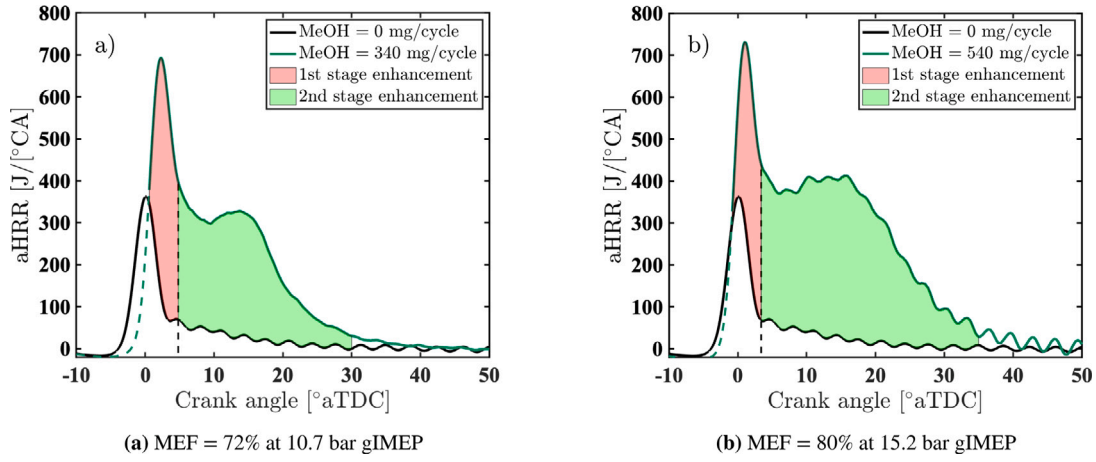 a)
MeOH = 0 mg/cycle
MeOH = 340 mg/cycle
1st stage enhancement
2nd stage enhancement
800
700
600
500
400
300
200
100
0
aHRR [J/[°CA]
-10 0 10 20 30 40 50
Crank angle [°aTDC]
(a) MEF = 72% at 10.7 bar gIMEP
b)
MeOH = 0 mg/cycle
MeOH = 540 mg/cycle
1st stage enhancement
2nd stage enhancement
800
700
600
500
400
300
200
100
0
aHRR [J/[°CA]
-10 0 10 20 30 40 50
Crank angle [°aTDC]
(b) MEF = 80% at 15.2 bar gIMEP